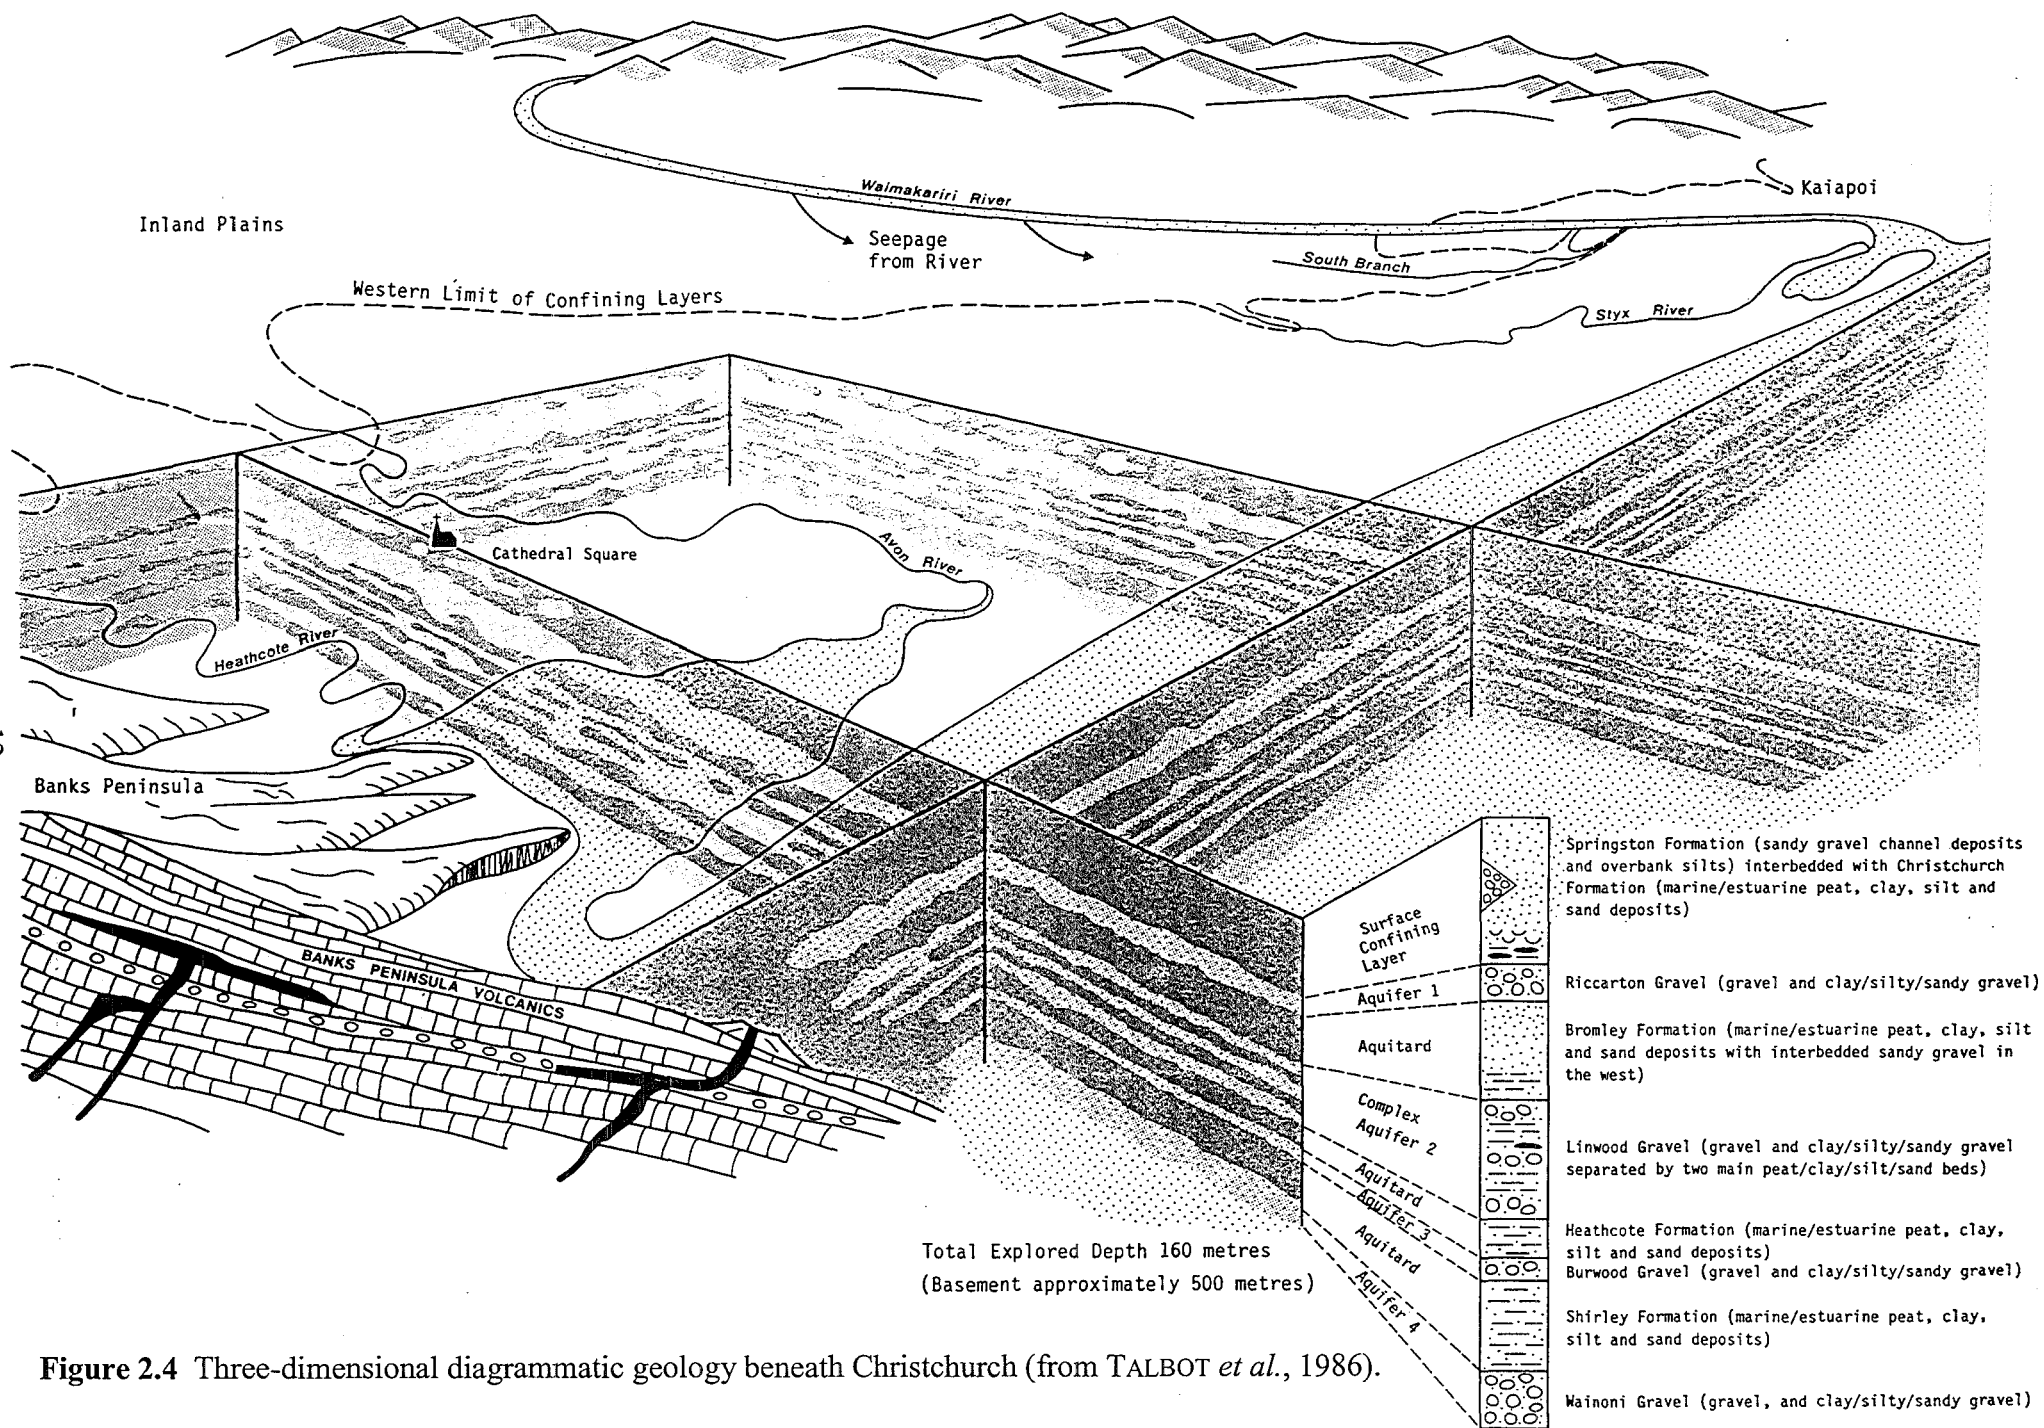 Waimakariri River
Kaiapoi
Inland Plains
Seepage
from River
South Branch
Western Limit of Confining Layers
Styx River
Cathedral Square
Avon River
Heathcote River
Banks Peninsula
BANKS PENINSULA VOLCANICS
Surface
Confining
Layer
Aquifer 1
Aquitard
Complex
Aquifer 2
Aquitard
Aquifer 3
Aquitard
Aquifer 4
Springston Formation (sandy gravel channel deposits
and overbank silts) interbedded with Christchurch
Formation (marine/estuarine peat, clay, silt and
sand deposits)
Riccarton Gravel (gravel and clay/silty/sandy gravel)
Bromley Formation (marine/estuarine peat, clay, silt
and sand deposits with interbedded sandy gravel in
the west)
Linwood Gravel (gravel and clay/silty/sandy gravel
separated by two main peat/clay/silt/sand beds)
Heathcote Formation (marine/estuarine peat, clay,
silt and sand deposits)
Burwood Gravel (gravel and clay/silty/sandy gravel)
Shirley Formation (marine/estuarine peat, clay,
silt and sand deposits)
Wainoni Gravel (gravel, and clay/silty/sandy gravel)
Total Explored Depth 160 metres
(Basement approximately 500 metres)
Figure 2.4 Three-dimensional diagrammatic geology beneath Christchurch (from TALBOT et al., 1986).